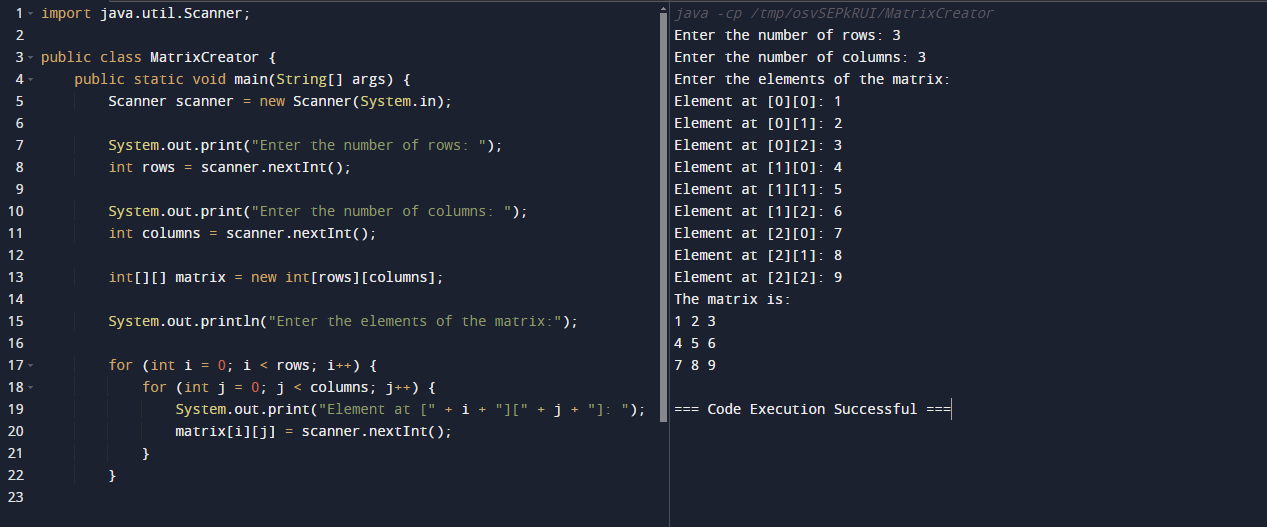 1 import java.util.Scanner;
2
3 public class MatrixCreator {
4     public static void main(String[] args) {
5         Scanner scanner = new Scanner(System.in);
6
7         System.out.print("Enter the number of rows: ");
8         int rows = scanner.nextInt();
9
10         System.out.print("Enter the number of columns: ");
11         int columns = scanner.nextInt();
12
13         int[][] matrix = new int[rows][columns];
14
15         System.out.println("Enter the elements of the matrix:");
16
17         for (int i = 0; i < rows; i++) {
18             for (int j = 0; j < columns; j++) {
19                 System.out.print("Element at [" + i + "][" + j + "]: ");
20                 matrix[i][j] = scanner.nextInt();
21             }
22         }
23
java -cp /tmp/osvSEPkRUI/MatrixCreator
Enter the number of rows: 3
Enter the number of columns: 3
Enter the elements of the matrix:
Element at [0][0]: 1
Element at [0][1]: 2
Element at [0][2]: 3
Element at [1][0]: 4
Element at [1][1]: 5
Element at [1][2]: 6
Element at [2][0]: 7
Element at [2][1]: 8
Element at [2][2]: 9
The matrix is:
1 2 3
4 5 6
7 8 9
=== Code Execution Successful ===